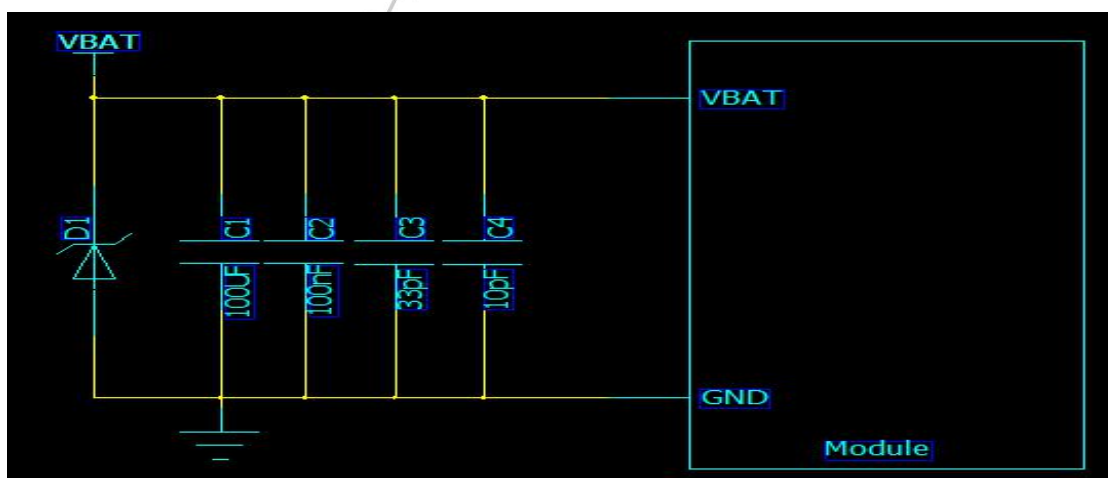 VBAT
VBAT
D1
C1
100UF
C2
100nF
C3
33pF
C4
10pF
GND
Module